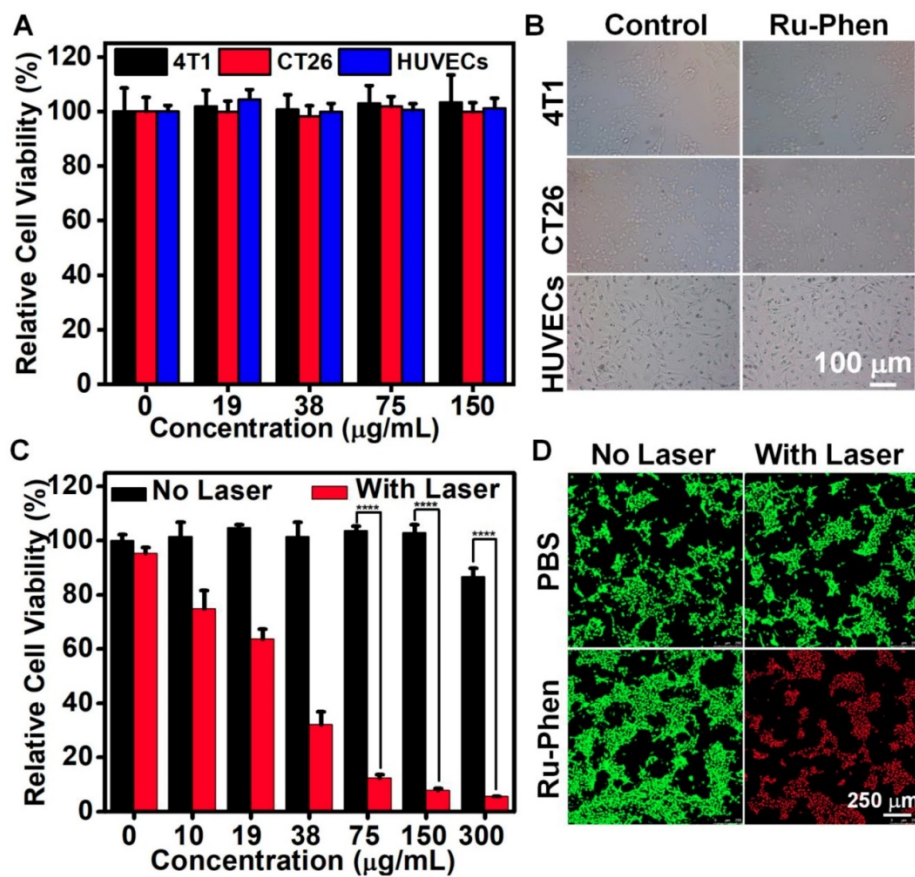 A
Relative Cell Viability (%)
120
100
80
60
40
20
0
4T1 CT26 HUVECs
0 19 38 75 150
Concentration (μg/mL)
B
Control Ru-Phen
4T1
CT26
HUVECs
100 μm
C
Relative Cell Viability (%)
120
100
80
60
40
20
0
No Laser With Laser
**** **** ****
0 10 19 38 75 150 300
Concentration (μg/mL)
D
No Laser With Laser
PBS
Ru-Phen
250 μm